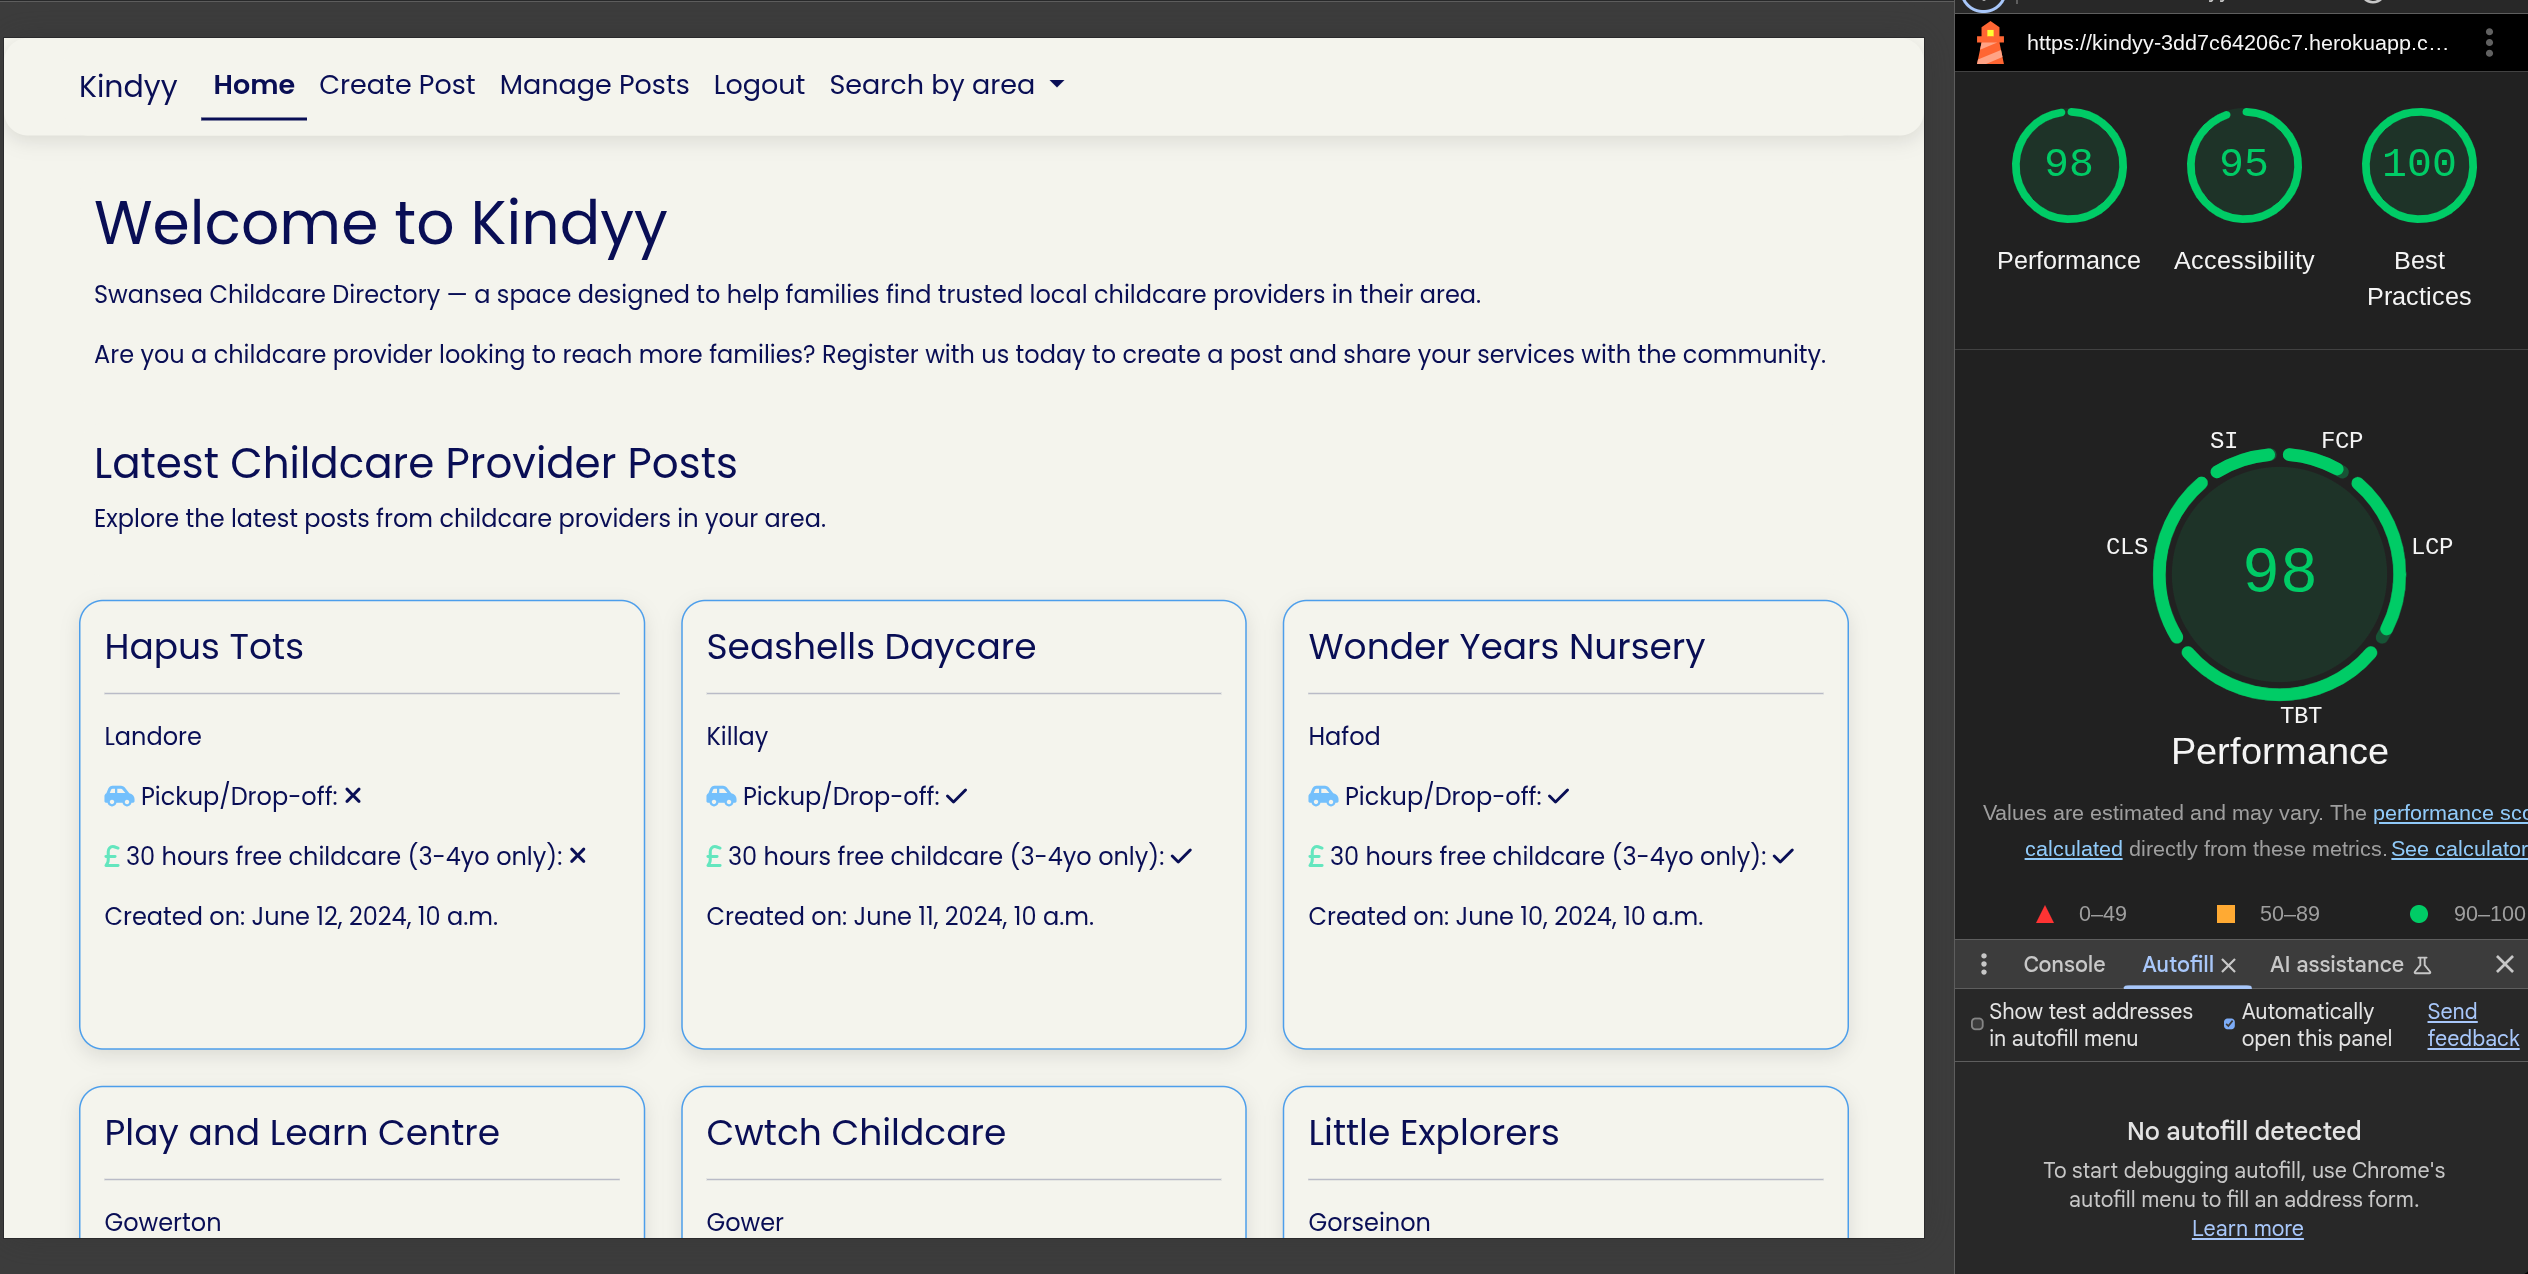 Kindyy Home Create Post Manage Posts Logout Search by area
Welcome to Kindyy
Swansea Childcare Directory — a space designed to help families find trusted local childcare providers in their area.
Are you a childcare provider looking to reach more families? Register with us today to create a post and share your services with the community.
Latest Childcare Provider Posts
Explore the latest posts from childcare providers in your area.
Hapus Tots
Landore
Pickup/Drop-off:
£ 30 hours free childcare (3-4yo only):
Created on: June 12, 2024, 10 a.m.
Seashells Daycare
Killay
Pickup/Drop-off:
£ 30 hours free childcare (3-4yo only):
Created on: June 11, 2024, 10 a.m.
Wonder Years Nursery
Hafod
Pickup/Drop-off:
£ 30 hours free childcare (3-4yo only):
Created on: June 10, 2024, 10 a.m.
Play and Learn Centre
Gowerton
Cwtch Childcare
Gower
Little Explorers
Gorseinon
https://kindyy-3dd7c64206c7.herokuapp.c…
98 95 100
Performance Accessibility Best
Practices
SI FCP
CLS LCP
98
TBT
Performance
Values are estimated and may vary. The performance sco
calculated directly from these metrics. See calculator
0–49 50–89 90–100
Console Autofill AI assistance
Show test addresses
in autofill menu
Automatically
open this panel
Send
feedback
No autofill detected
To start debugging autofill, use Chrome's
autofill menu to fill an address form.
Learn more